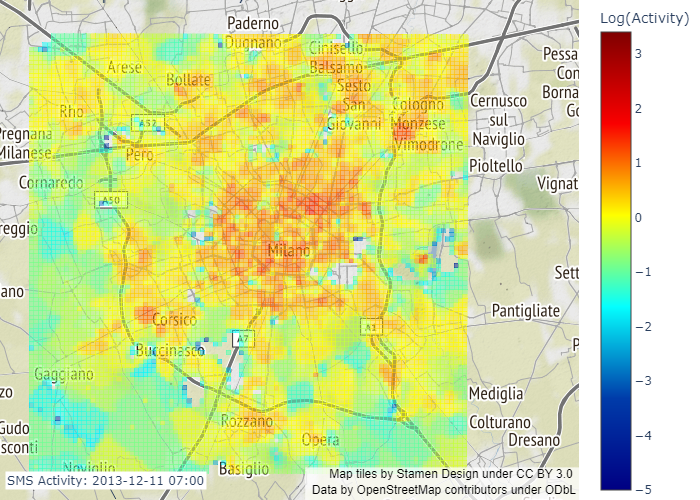 Log(Activity)
3
2
1
0
−1
−2
−3
−4
−5
Paderno
Dugnano
Cinisello
Balsamo
Arese
Bollate
Sesto
San
Giovanni
Pessa
Con
Borna
Go
Rho
A52
Cologno
Monzese
Vimodrone
Cernusco
sul
Naviglio
Pregnana
Milanese
Pero
Pioltello
Cornaredo
Vignat
A50
reggio
Milano
Sett
ano
Pantigliate
Corsico
A1
A7
Buccinasco
P
Gaggiano
zo
Mediglia
Gudo
sconti
Rozzano
Colturano
Dresano
Opera
Noviglio
Basiglio
SMS Activity: 2013-12-11 07:00
Map tiles by Stamen Design under CC BY 3.0
Data by OpenStreetMap contributors under ODbL